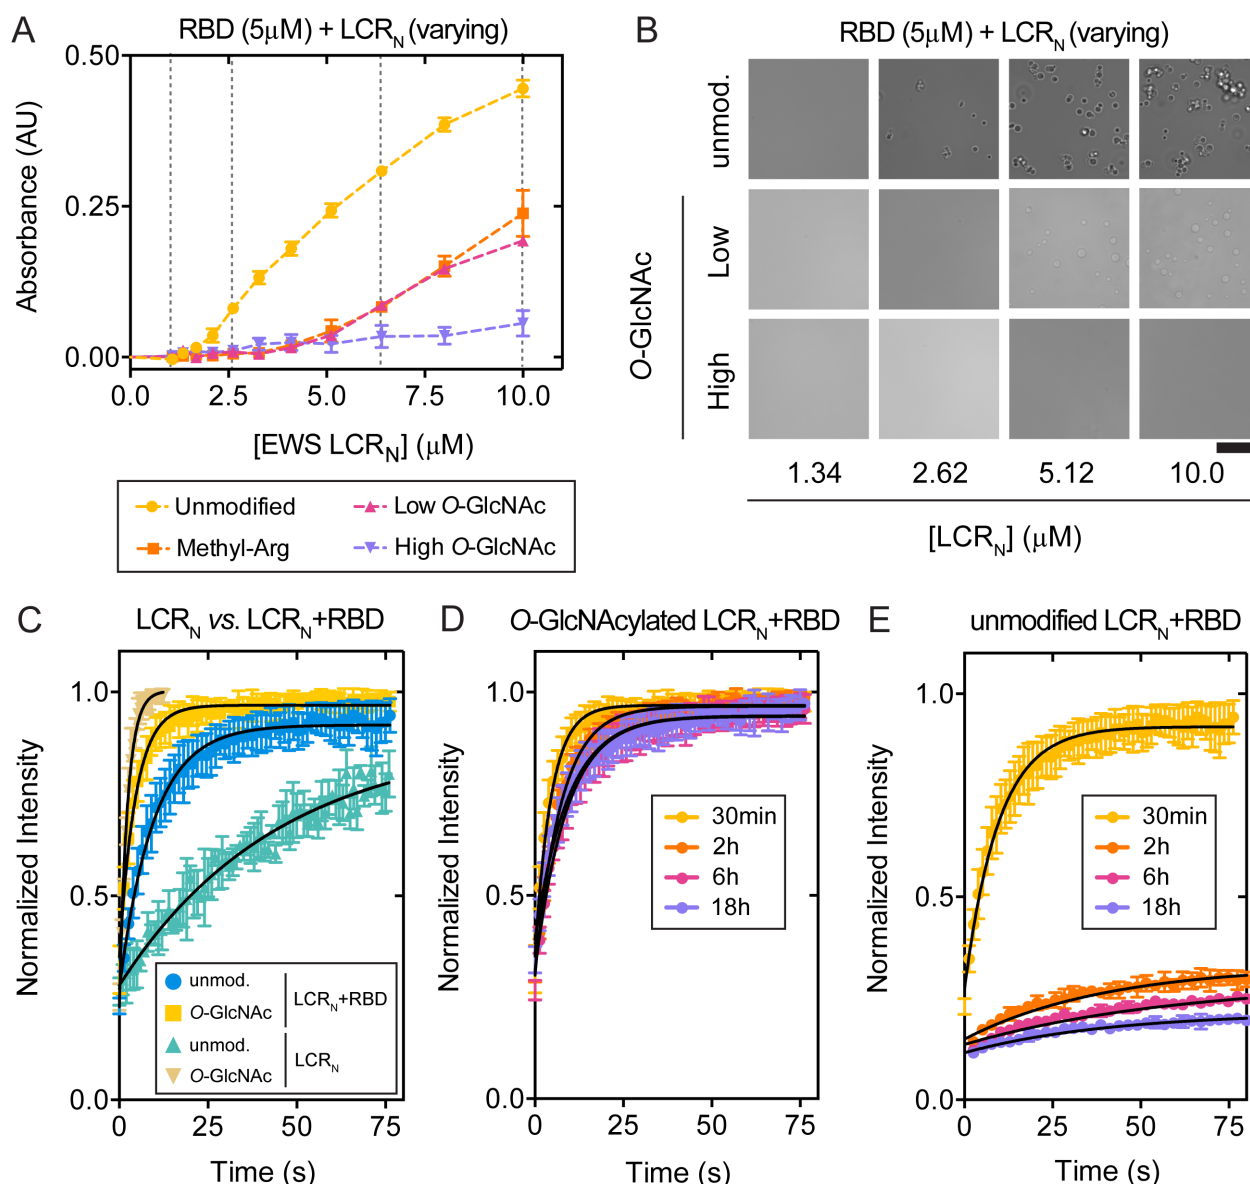 A
RBD (5μM) + LCRN (varying)
0.50
0.25
0.00
Absorbance (AU)
0.0 2.5 5.0 7.5 10.0
[EWS LCRN] (μM)
Unmodified
Low O-GlcNAc
Methyl-Arg
High O-GlcNAc
B
RBD (5μM) + LCRN (varying)
unmod.
Low
High
O-GlcNAc
1.34 2.62 5.12 10.0
[LCRN] (μM)
C
LCRN vs. LCRN+RBD
1.0
0.5
0.0
Normalized Intensity
unmod.
O-GlcNAc
LCRN+RBD
unmod.
O-GlcNAc
LCRN
0 25 50 75
Time (s)
D
O-GlcNAcylated LCRN+RBD
1.0
0.5
0.0
Normalized Intensity
30min
2h
6h
18h
0 25 50 75
Time (s)
E
unmodified LCRN+RBD
1.0
0.5
0.0
Normalized Intensity
30min
2h
6h
18h
0 25 50 75
Time (s)